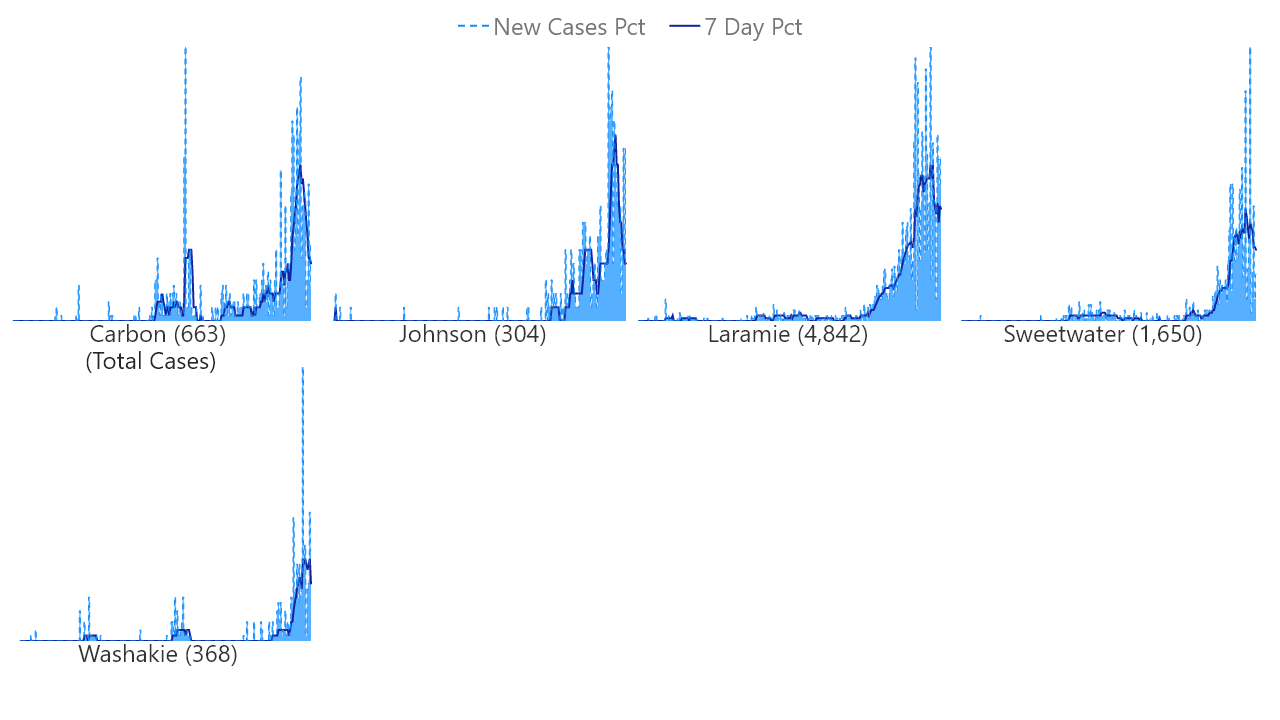 New Cases Pct 7 Day Pct
Carbon (663) Johnson (304) Laramie (4,842) Sweetwater (1,650)
(Total Cases)
Washakie (368)